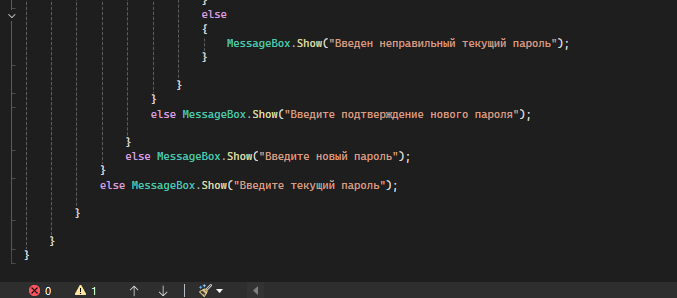 }
else
{
MessageBox.Show("Введен неправильный текущий пароль");
}
}
}
else MessageBox.Show("Введите подтверждение нового пароля");
}
else MessageBox.Show("Введите новый пароль");
}
else MessageBox.Show("Введите текущий пароль");
}
}
}
0 1